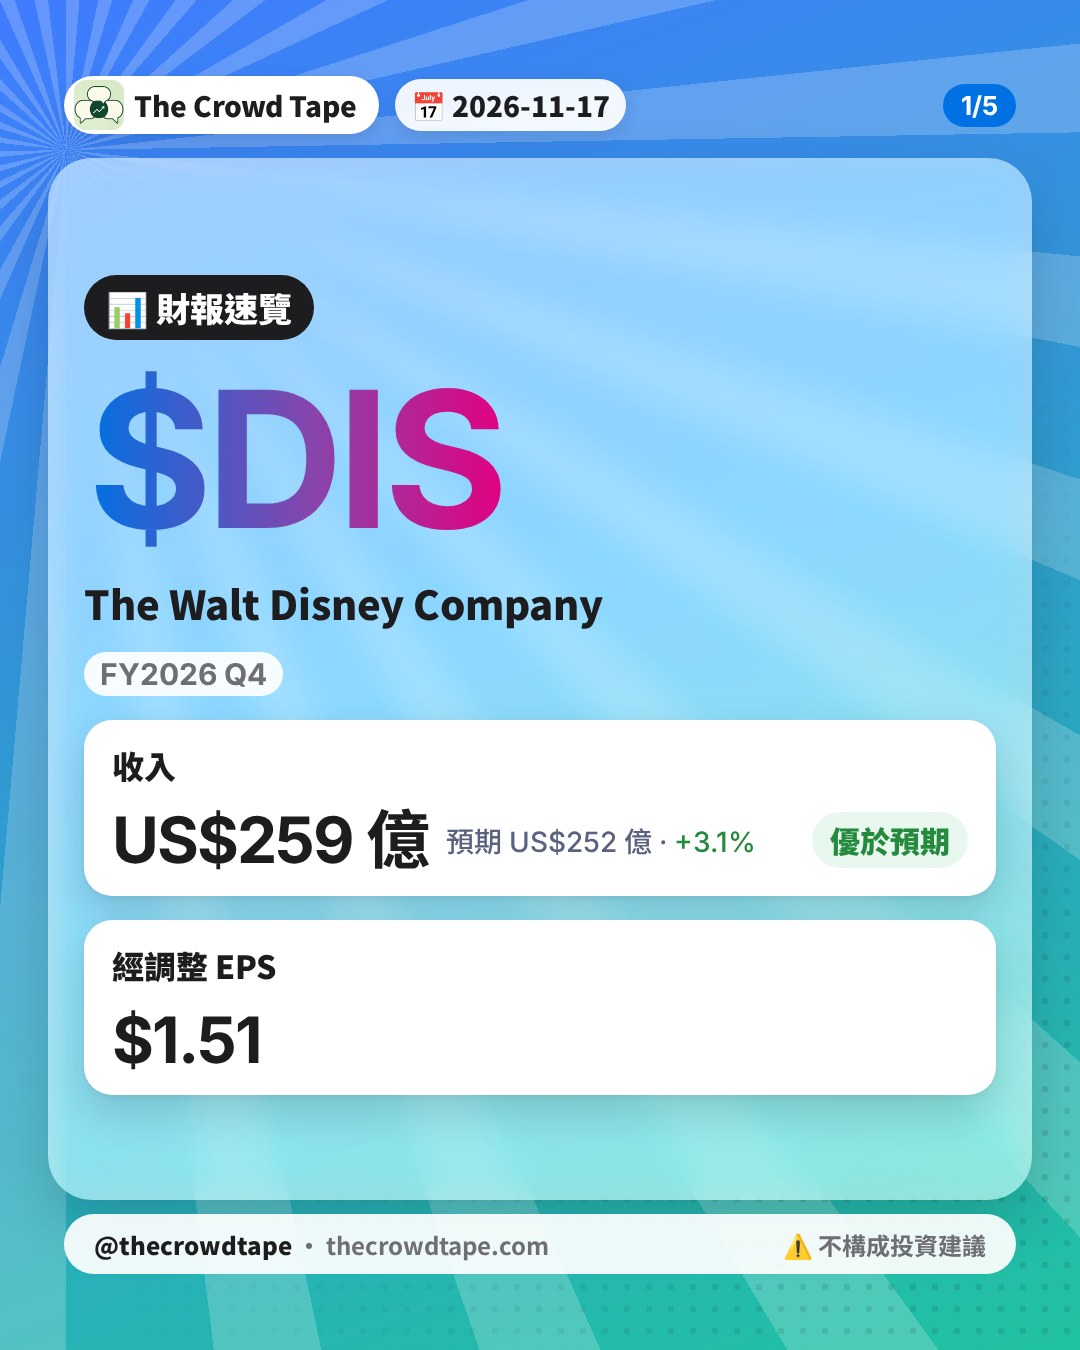 The Crowd Tape
2026-11-17
1/5
財報速覽
$DIS
The Walt Disney Company
FY2026 Q4
收入
US$259 億 預期 US$252 億 · +3.1% 優於預期
經調整 EPS
$1.51
@thecrowdtape • thecrowdtape.com
不構成投資建議